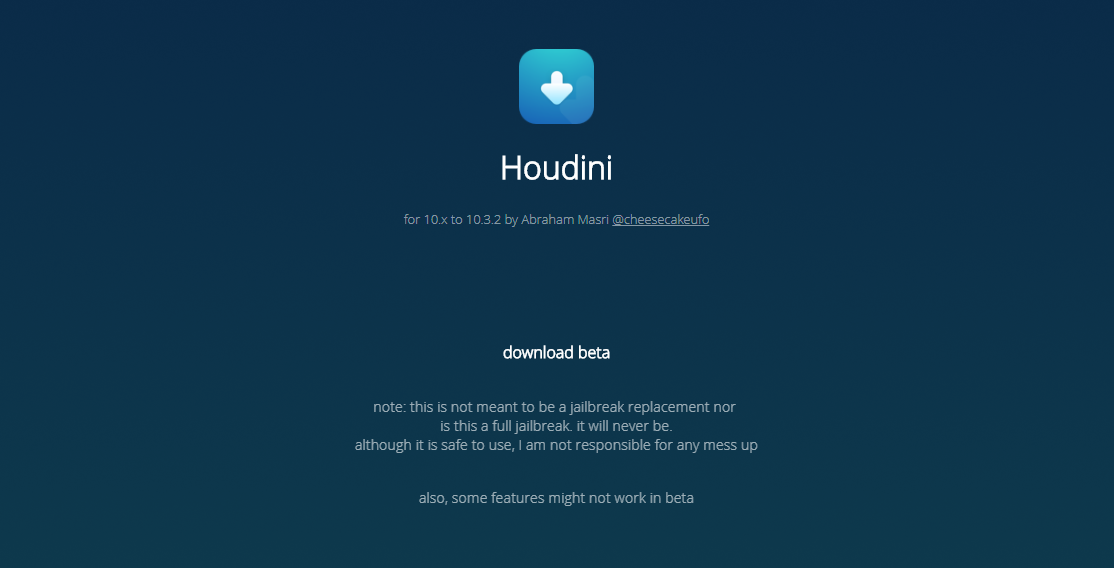 Houdini
for 10.x to 10.3.2 by Abraham Masri @cheesecakeufo
download beta
note: this is not meant to be a jailbreak replacement nor
is this a full jailbreak. it will never be.
although it is safe to use, I am not responsible for any mess up
also, some features might not work in beta